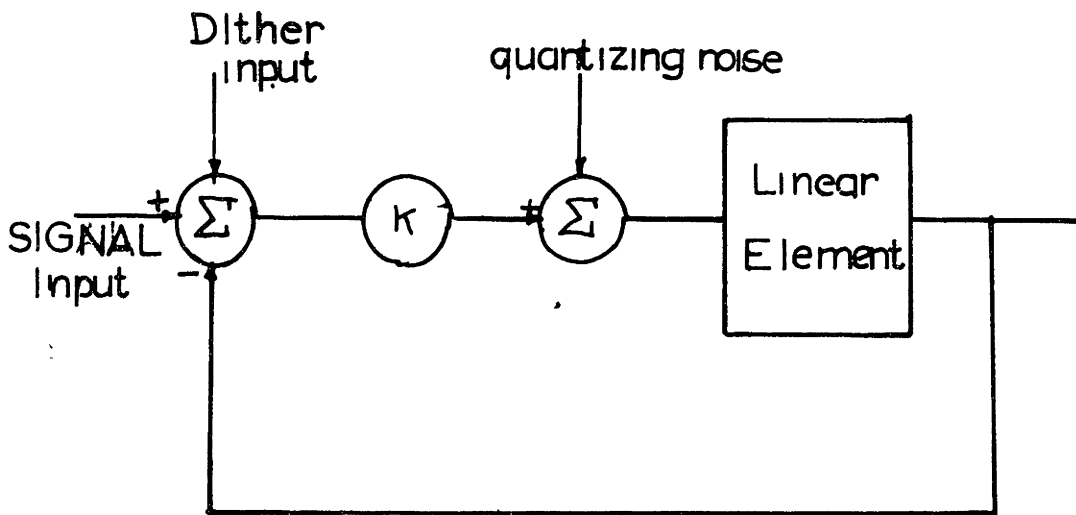 Dither
input
quantizing noise
+
SIGNAL
Input
-
Σ
K
+
Σ
Linear
Element